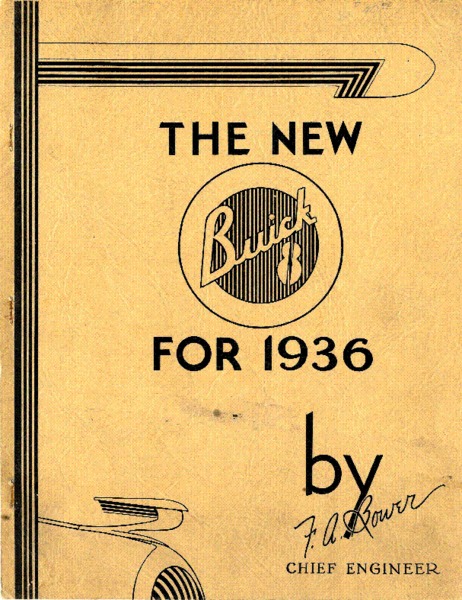 THE NEW
Buick
8
FOR 1936
by
F. A. Bower
CHIEF ENGINEER